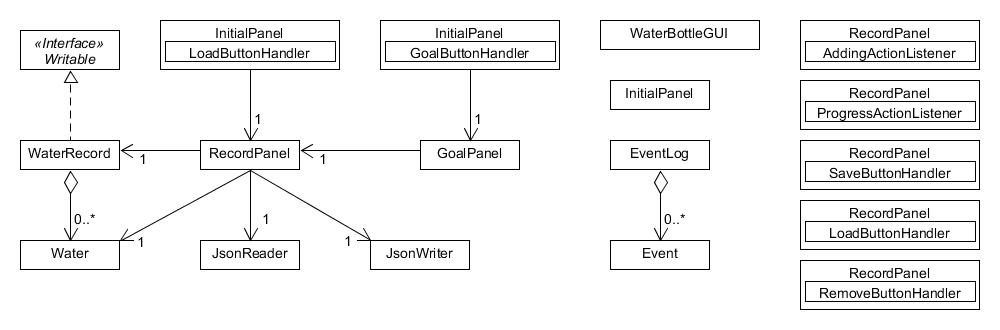 «Interface»
Writable
InitialPanel
LoadButtonHandler
InitialPanel
GoalButtonHandler
WaterBottleGUI
RecordPanel
AddingActionListener
InitialPanel
RecordPanel
ProgressActionListener
1
1
WaterRecord
1
RecordPanel
1
GoalPanel
EventLog
RecordPanel
SaveButtonHandler
0..*
1
0..*
RecordPanel
LoadButtonHandler
Water
1
JsonReader
1
JsonWriter
Event
RecordPanel
RemoveButtonHandler